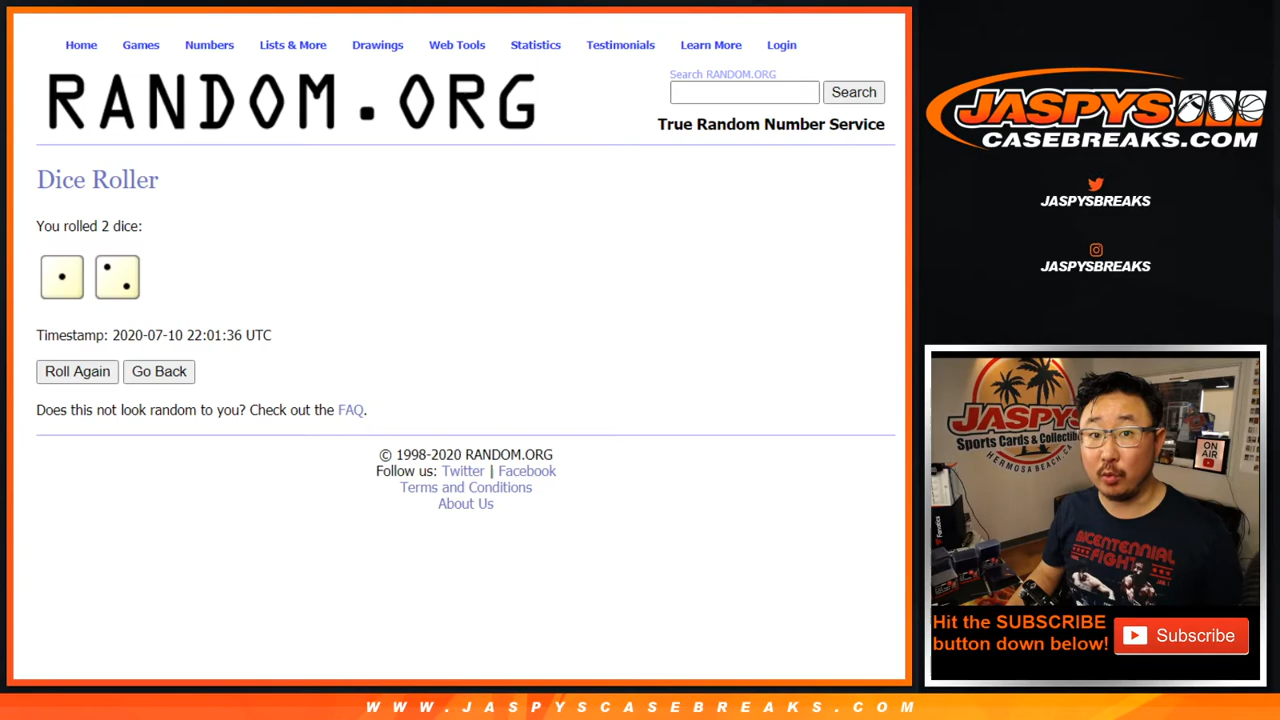 Home Games Numbers Lists & More Drawings Web Tools Statistics Testimonials Learn More Login
RANDOM.ORG
Search RANDOM.ORG
Search
True Random Number Service
Dice Roller
You rolled 2 dice:
Timestamp: 2020-07-10 22:01:36 UTC
Roll Again Go Back
Does this not look random to you? Check out the FAQ.
© 1998-2020 RANDOM.ORG
Follow us: Twitter | Facebook
Terms and Conditions
About Us
JASPYS
CASEBREAKS.COM
JASPYSBREAKS
JASPYSBREAKS
JASPYS
Sports Cards & Collectib
HERMOSA BEACH, CA
ON
AIR
Fanatics
BICENTENNIAL
FIGHT
Hit the SUBSCRIBE
button down below!
Subscribe
WWW.JASPYSCASEBREAKS.COM